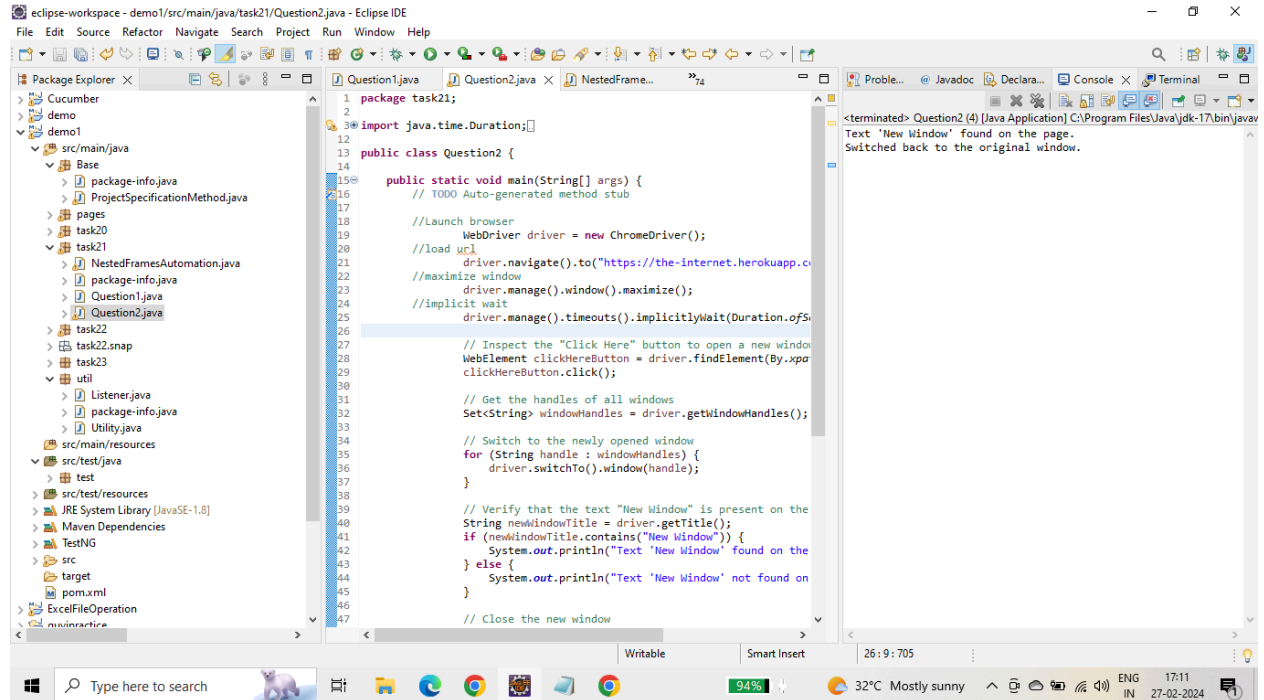 eclipse-workspace - demo1/src/main/java/task21/Question2.java - Eclipse IDE
File Edit Source Refactor Navigate Search Project Run Window Help
Package Explorer
Cucumber
demo
demo1
src/main/java
Base
package-info.java
ProjectSpecificationMethod.java
pages
task20
task21
NestedFramesAutomation.java
package-info.java
Question1.java
Question2.java
task22
task22.snap
task23
util
Listener.java
package-info.java
Utility.java
src/main/resources
src/test/java
test
src/test/resources
JRE System Library [JavaSE-1.8]
Maven Dependencies
TestNG
src
target
pom.xml
ExcelFileOperation
guvipractice
Question1.java Question2.java NestedFrame... »74
1 package task21;
2
3 import java.time.Duration;
12
13 public class Question2 {
14
15 public static void main(String[] args) {
16 // TODO Auto-generated method stub
17
18 //Launch browser
19 WebDriver driver = new ChromeDriver();
20 //load url
21 driver.navigate().to("https://the-internet.herokuapp.c
22 //maximize window
23 driver.manage().window().maximize();
24 //implicit wait
25 driver.manage().timeouts().implicitlyWait(Duration.ofS
26
27 // Inspect the "Click Here" button to open a new windo
28 WebElement clickHereButton = driver.findElement(By.xpa
29 clickHereButton.click();
30
31 // Get the handles of all windows
32 Set<String> windowHandles = driver.getWindowHandles();
33
34 // Switch to the newly opened window
35 for (String handle : windowHandles) {
36 driver.switchTo().window(handle);
37 }
38
39 // Verify that the text "New Window" is present on the
40 String newWindowTitle = driver.getTitle();
41 if (newWindowTitle.contains("New Window")) {
42 System.out.println("Text 'New Window' found on the
43 } else {
44 System.out.println("Text 'New Window' not found on
45 }
46
47 // Close the new window
Proble... @ Javadoc Declara... Console Terminal
<terminated> Question2 (4) [Java Application] C:\Program Files\Java\jdk-17\bin\javaw
Text 'New Window' found on the page.
Switched back to the original window.
Writable Smart Insert 26 : 9 : 705
Type here to search
94%
32°C Mostly sunny
ENG
IN
17:11
27-02-2024
1